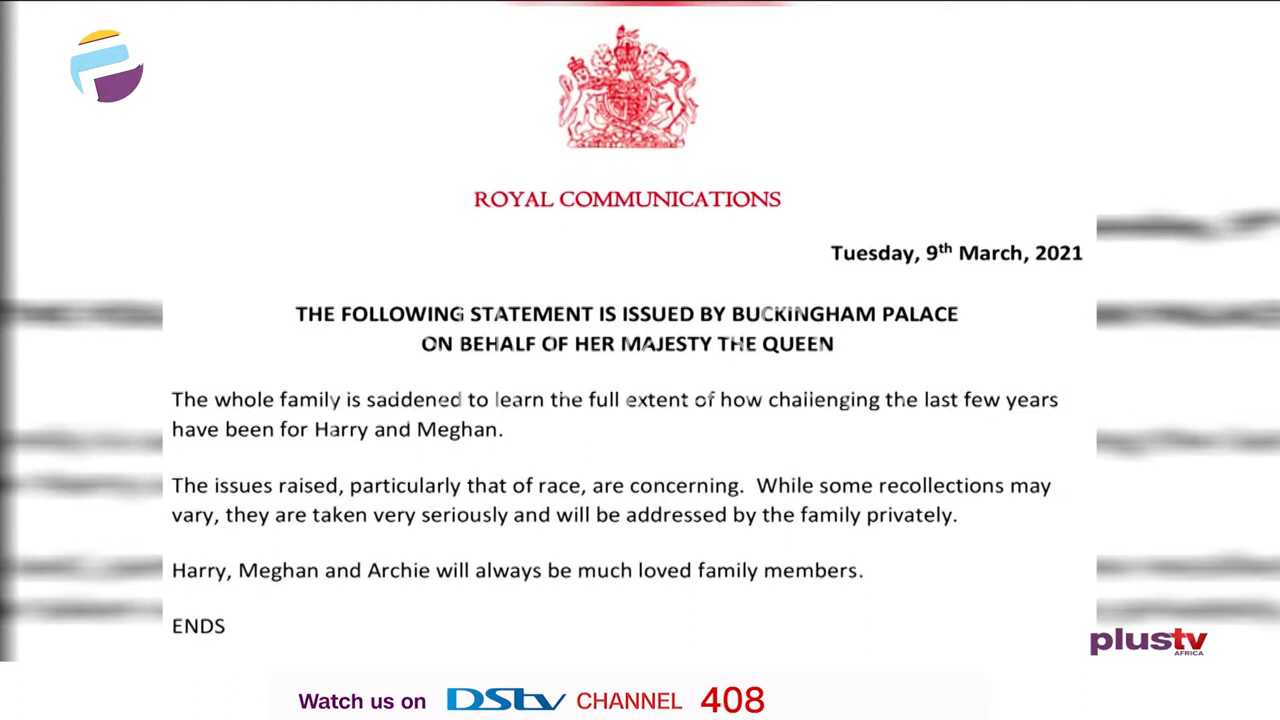 ROYAL COMMUNICATIONS
Tuesday, 9th March, 2021
THE FOLLOWING STATEMENT IS ISSUED BY BUCKINGHAM PALACE
ON BEHALF OF HER MAJESTY THE QUEEN
The whole family is saddened to learn the full extent of how challenging the last few years
have been for Harry and Meghan.
The issues raised, particularly that of race, are concerning. While some recollections may
vary, they are taken very seriously and will be addressed by the family privately.
Harry, Meghan and Archie will always be much loved family members.
ENDS
plustv
AFRICA
Watch us on DStv CHANNEL 408